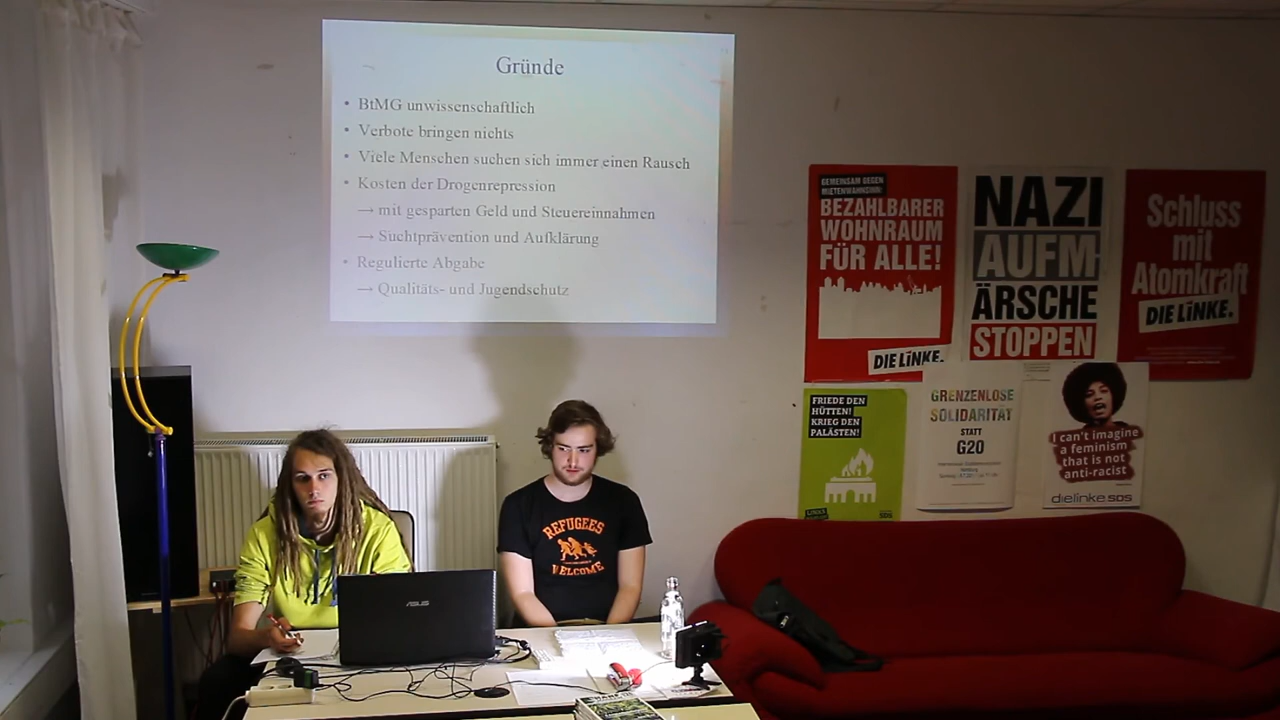 Gründe
• BtMG unwissenschaftlich
• Verbote bringen nichts
• Viele Menschen suchen sich immer einen Rausch
• Kosten der Drogenrepression
→ mit gesparten Geld und Steuereinnahmen
→ Suchtprävention und Aufklärung
• Regulierte Abgabe
→ Qualitäts- und Jugendschutz
GEMEINSAM GEGEN
MIETENWAHNSINN:
BEZAHLBARER
WOHNRAUM
FÜR ALLE!
DIE LINKE.
NAZI
AUFM
ÄRSCHE
STOPPEN
Schluss
mit
Atomkraft
DIE LINKE.
FRIEDE DEN
HÜTTEN!
KRIEG DEN
PALÄSTEN!
SDS
GRENZENLOSE
SOLIDARITÄT
STATT
G20
I can't imagine
a feminism
that is not
anti-racist
dielinke SDS
REFUGEES
WELCOME
ASUS